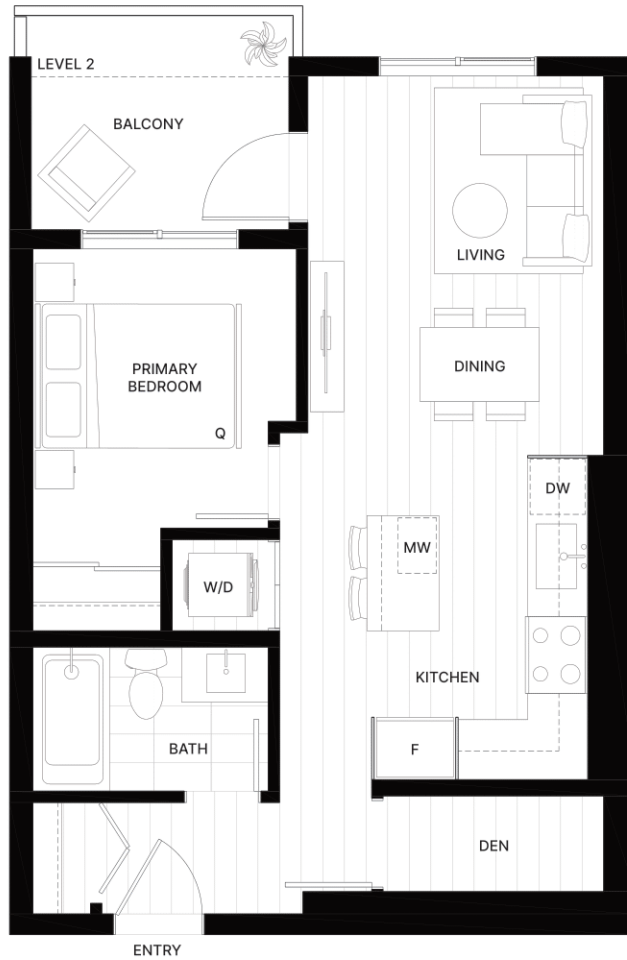 LEVEL 2
BALCONY
LIVING
PRIMARY
BEDROOM
DINING
Q
DW
MW
W/D
KITCHEN
BATH
F
DEN
ENTRY